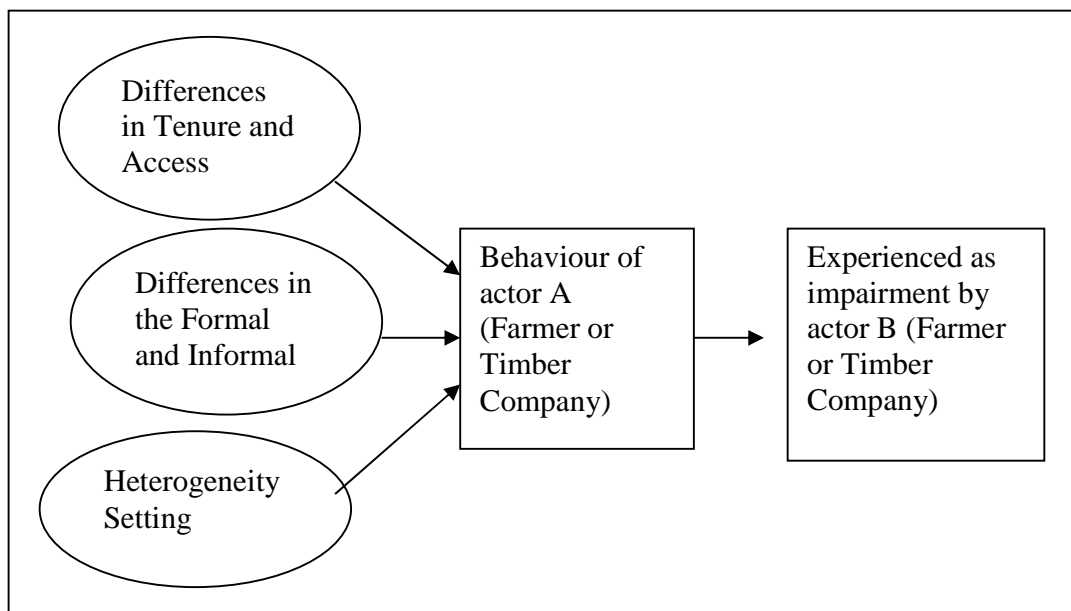 Differences
in Tenure and
Access
Differences in
the Formal
and Informal
Heterogeneity
Setting
Behaviour of
actor A
(Farmer or
Timber
Company)
Experienced as
impairment by
actor B (Farmer
or Timber
Company)